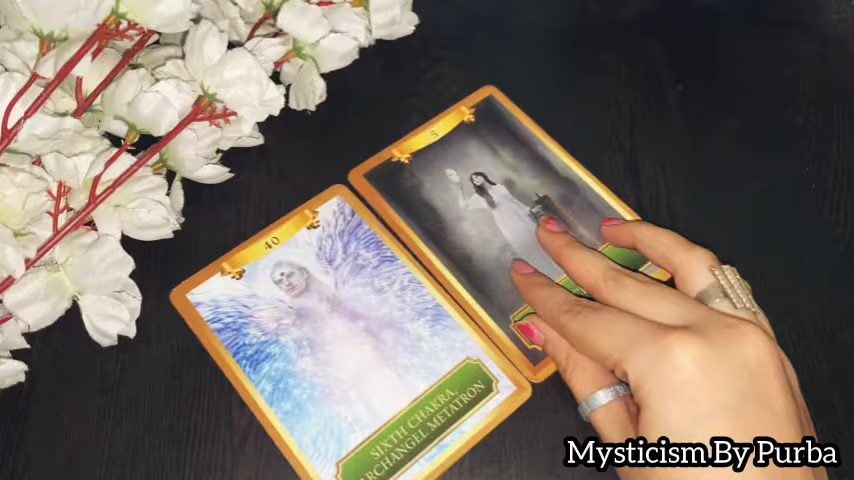 5
40
SIXTH CHAKRA,
ARCHANGEL METATRON
Mysticism By Purba